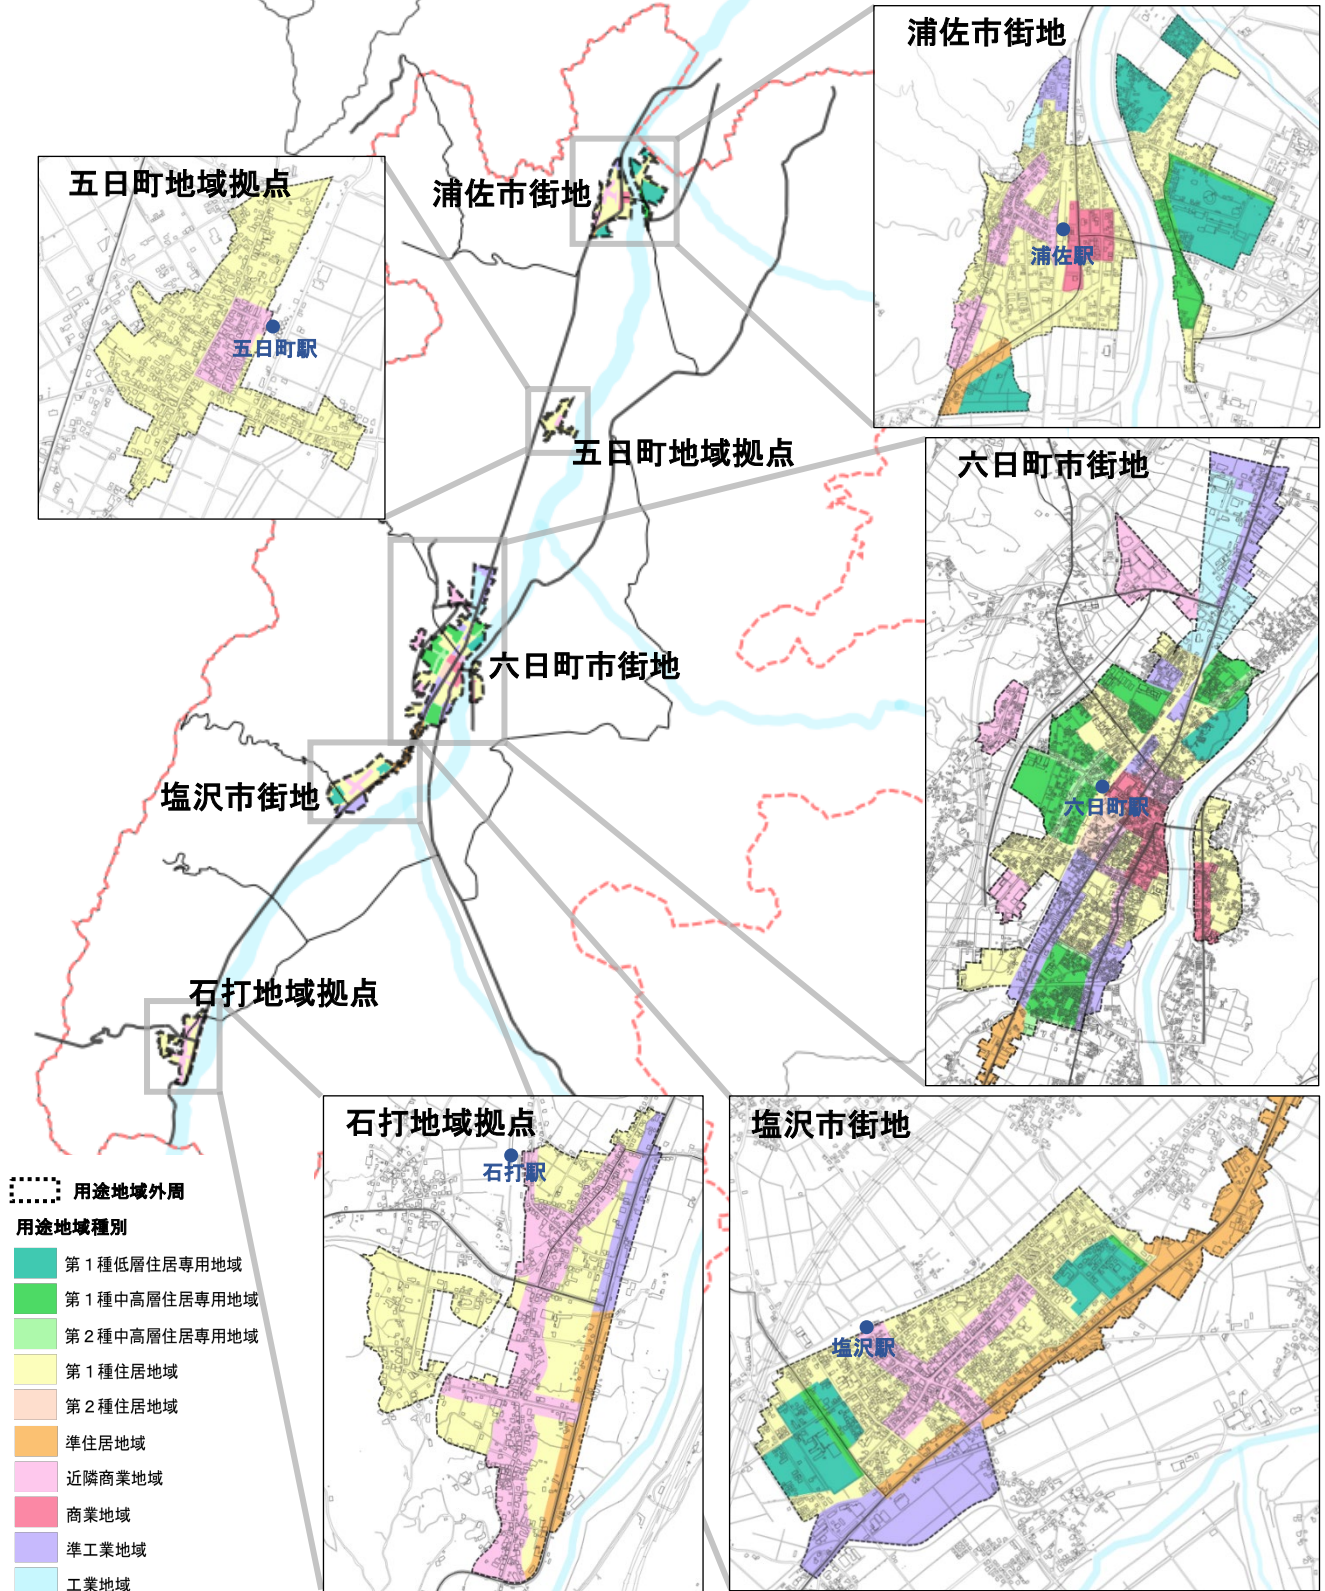 浦佐市街地
浦佐駅
五日町地域拠点
五日町駅
浦佐市街地
五日町地域拠点
六日町市街地
六日町駅
六日町市街地
塩沢市街地
石打地域拠点
石打地域拠点
石打駅
塩沢市街地
塩沢駅
用途地域外周
用途地域種別
第1種低層住居専用地域
第1種中高層住居専用地域
第2種中高層住居専用地域
第1種住居地域
第2種住居地域
準住居地域
近隣商業地域
商業地域
準工業地域
工業地域